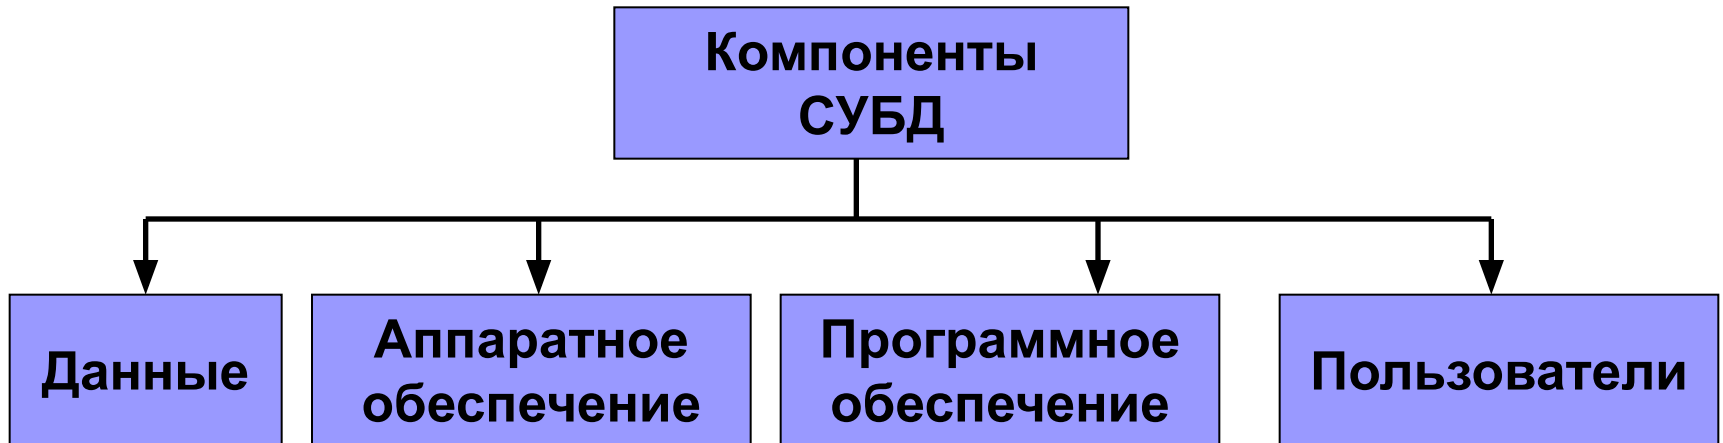 Компоненты
СУБД
Данные
Аппаратное
обеспечение
Программное
обеспечение
Пользователи